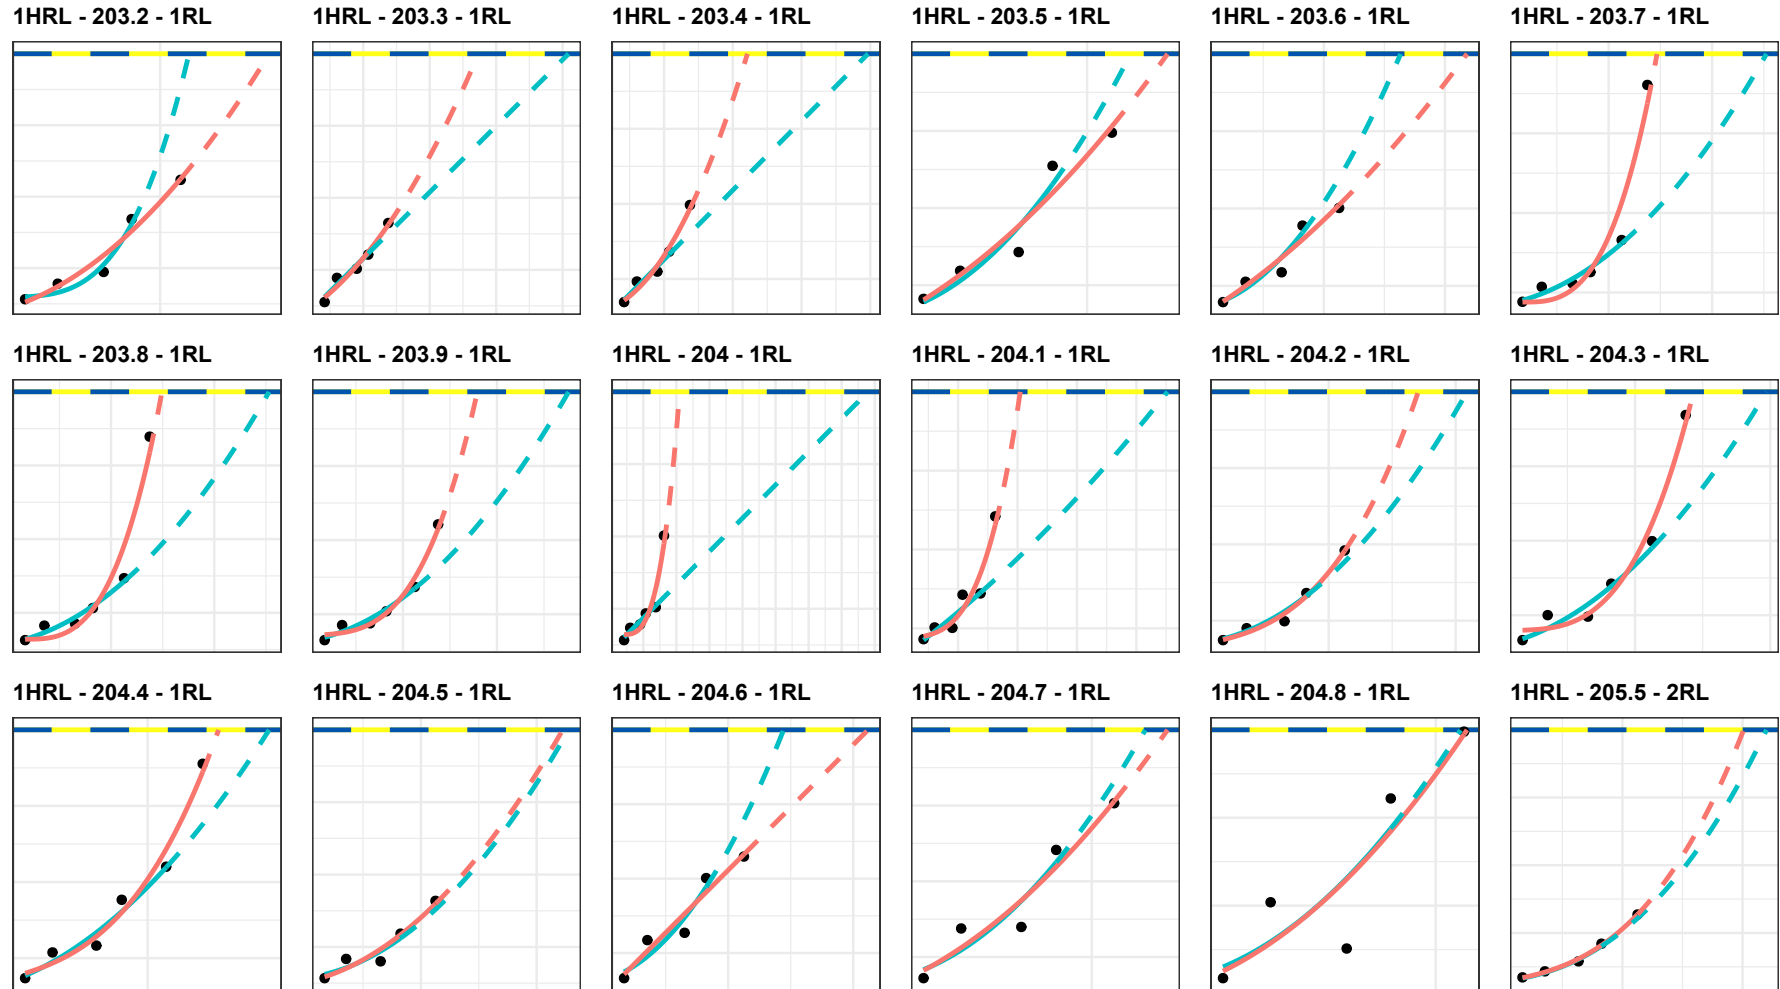 1HRL - 203.2 - 1RL
1HRL - 203.3 - 1RL
1HRL - 203.4 - 1RL
1HRL - 203.5 - 1RL
1HRL - 203.6 - 1RL
1HRL - 203.7 - 1RL
1HRL - 203.8 - 1RL
1HRL - 203.9 - 1RL
1HRL - 204 - 1RL
1HRL - 204.1 - 1RL
1HRL - 204.2 - 1RL
1HRL - 204.3 - 1RL
1HRL - 204.4 - 1RL
1HRL - 204.5 - 1RL
1HRL - 204.6 - 1RL
1HRL - 204.7 - 1RL
1HRL - 204.8 - 1RL
1HRL - 205.5 - 2RL